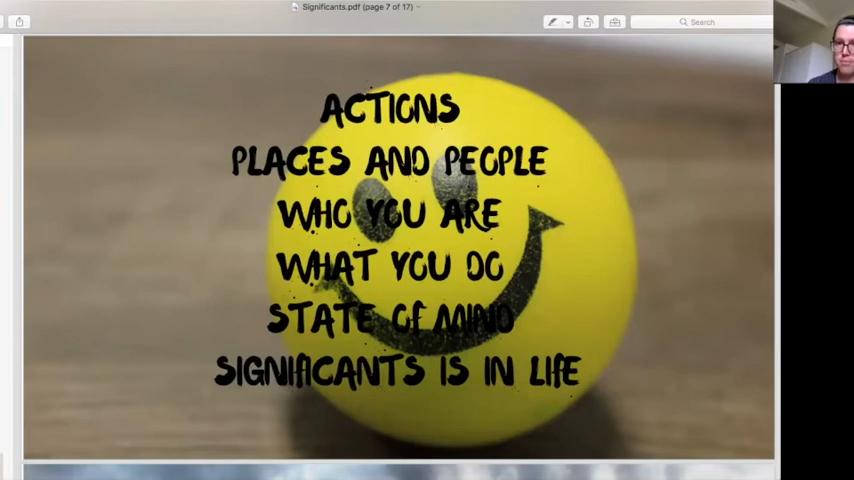 Significants.pdf (page 7 of 17)
Search
ACTIONS
PLACES AND PEOPLE
WHO YOU ARE
WHAT YOU DO
STATE OF MIND
SIGNIFICANTS IS IN LIFE